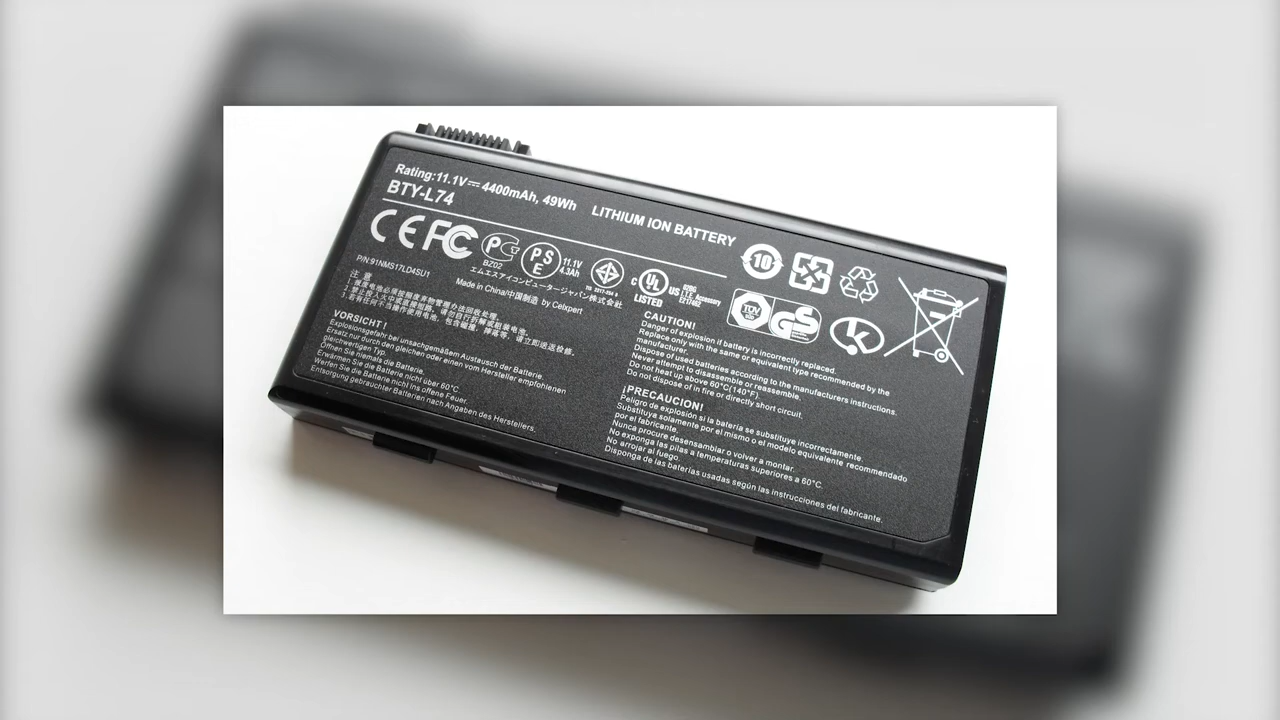 Rating:11.1V⎓ 4400mAh, 49Wh LITHIUM ION BATTERY
BTY-L74
CE FC PG BZ02 PSE 11.1V 4.3Ah
c UL US LISTED I.T.E. Accessory E217462
10
TÜV GS
K
エムエスアイコンピュータージャパン株式会社
P/N:91NMS17LD4SU1
Made in China/中国制造 by Celxpert
注 意
VORSICHT!
Explosionsgefahr bei unsachgemäßem Austausch der Batterie.
Ersatz nur durch den gleichen oder einen vom Hersteller empfohlenen
gleichwertigen Typ.
Öffnen Sie niemals die Batterie.
Erwärmen Sie die Batterie nicht über 60°C.
Werfen Sie die Batterie nicht ins offene Feuer.
Entsorgung gebrauchter Batterien nach Angaben des Herstellers.
CAUTION!
Danger of explosion if battery is incorrectly replaced.
Replace only with the same or equivalent type recommended by the
manufacturer.
Dispose of used batteries according to the manufacturers instructions.
Never attempt to disassemble or reassemble.
Do not heat up above 60°C(140°F).
Do not dispose of in fire or directly short circuit.
¡PRECAUCION!
Peligro de explosión si la batería se substituye incorrectamente.
Substituya solamente por el mismo o el modelo equivalente recommendado
por el fabricante.
Nunca procure desensamblar o volver a montar.
No exponga las pilas a temperaturas superiores a 60°C.
No arrojar al fuego.
Disponga de las baterías usadas según las instrucciones del fabricante.